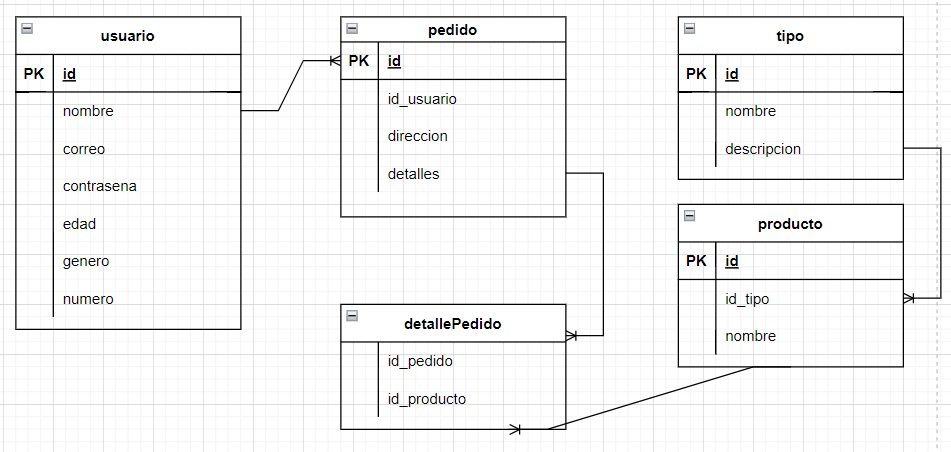 usuario
PK id
nombre
correo
contrasena
edad
genero
numero
pedido
PK id
id_usuario
direccion
detalles
detallePedido
id_pedido
id_producto
tipo
PK id
nombre
descripcion
producto
PK id
id_tipo
nombre